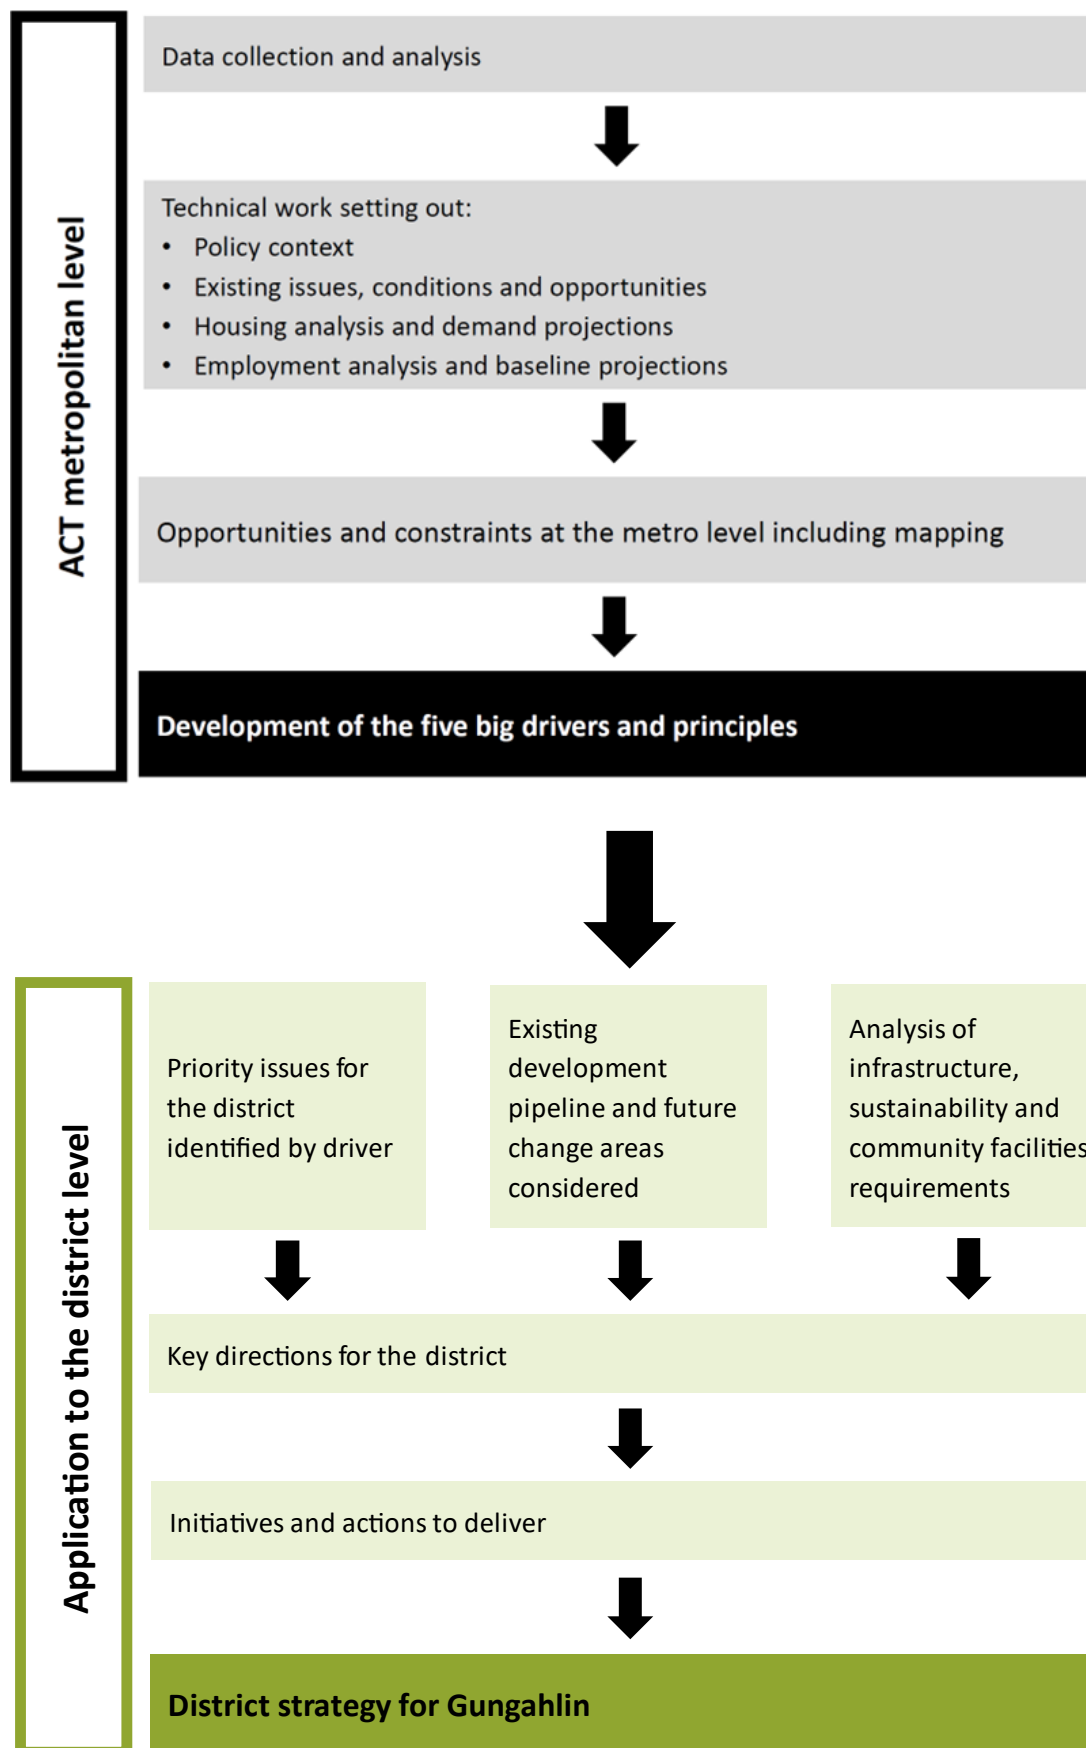 ACT metropolitan level
Data collection and analysis
Technical work setting out:
• Policy context
• Existing issues, conditions and opportunities
• Housing analysis and demand projections
• Employment analysis and baseline projections
Opportunities and constraints at the metro level including mapping
Development of the five big drivers and principles
Application to the district level
Priority issues for
the district
identified by driver
Existing
development
pipeline and future
change areas
considered
Analysis of
infrastructure,
sustainability and
community facilities
requirements
Key directions for the district
Initiatives and actions to deliver
District strategy for Gungahlin